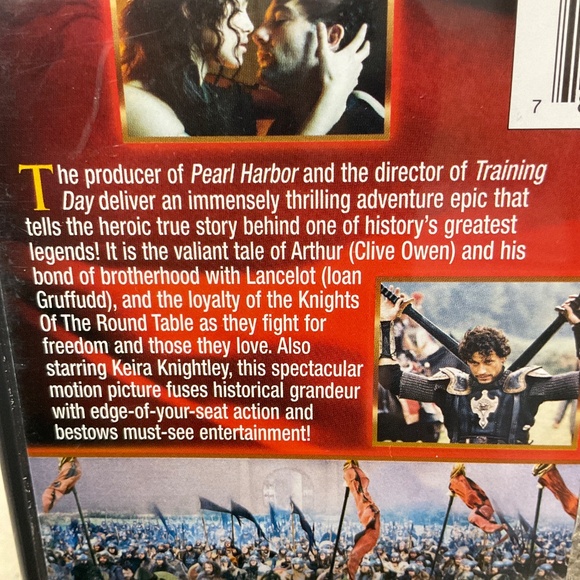 The producer of Pearl Harbor and the director of Training
Day deliver an immensely thrilling adventure epic that
tells the heroic true story behind one of history's greatest
legends! It is the valiant tale of Arthur (Clive Owen) and his
bond of brotherhood with Lancelot (Ioan
Gruffudd), and the loyalty of the Knights
Of The Round Table as they fight for
freedom and those they love. Also
starring Keira Knightley, this spectacular
motion picture fuses historical grandeur
with edge-of-your-seat action and
bestows must-see entertainment!
7